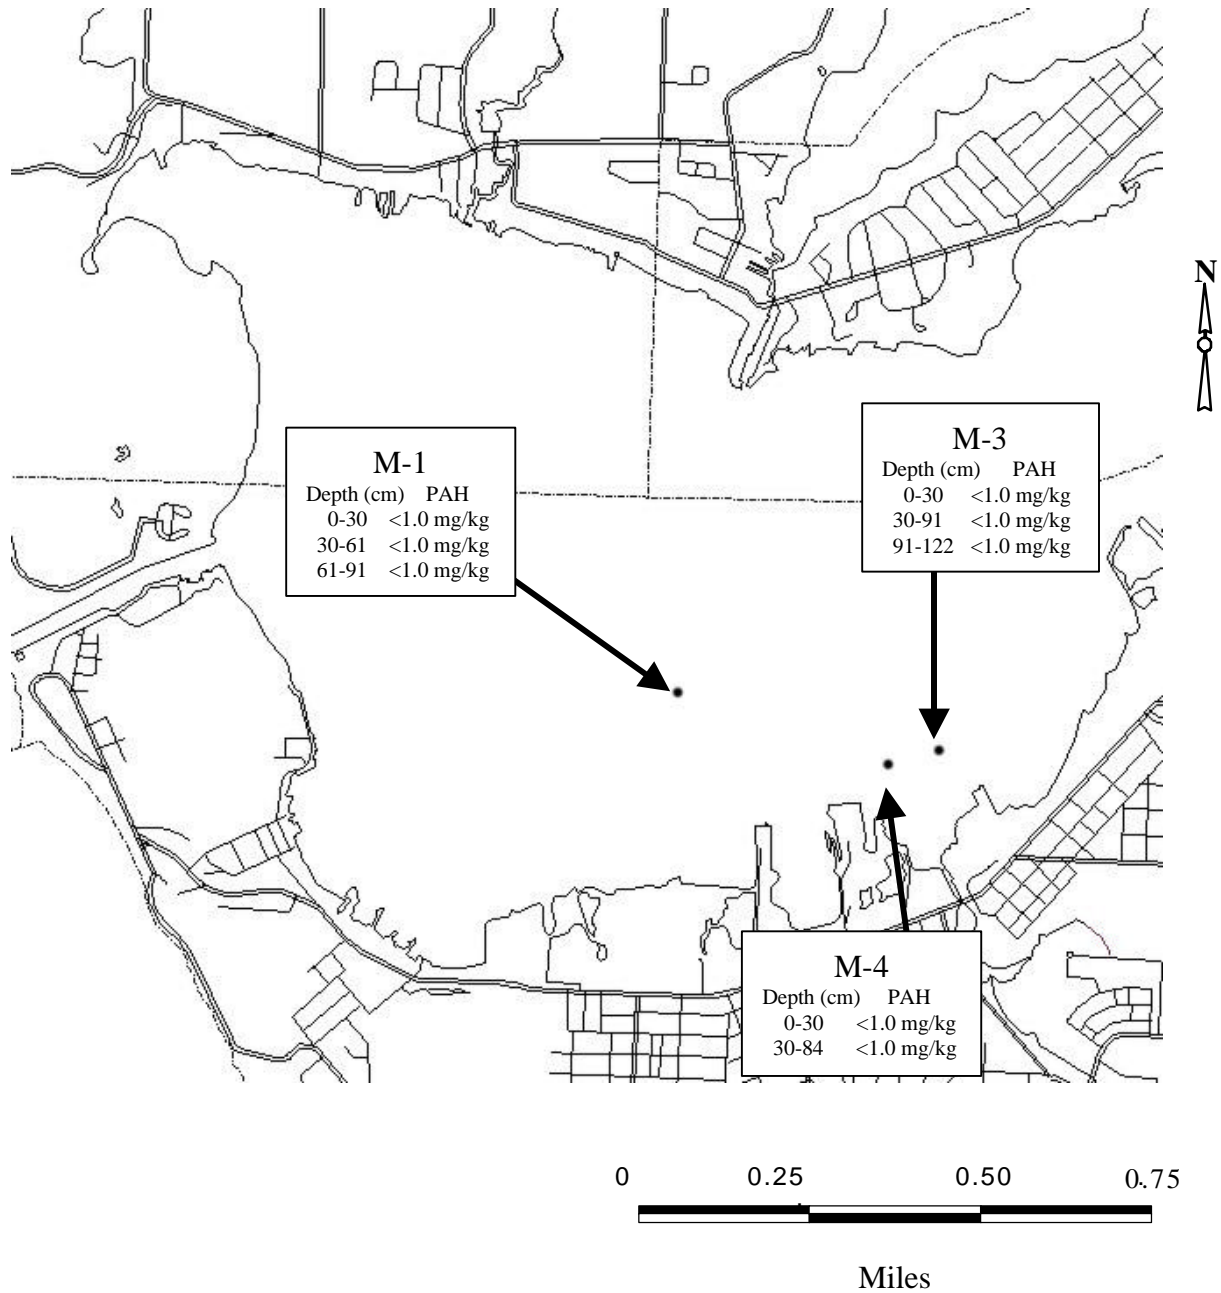 N
M-1
Depth (cm) PAH
0-30 <1.0 mg/kg
30-61 <1.0 mg/kg
61-91 <1.0 mg/kg
M-3
Depth (cm) PAH
0-30 <1.0 mg/kg
30-91 <1.0 mg/kg
91-122 <1.0 mg/kg
M-4
Depth (cm) PAH
0-30 <1.0 mg/kg
30-84 <1.0 mg/kg
0 0.25 0.50 0.75
Miles